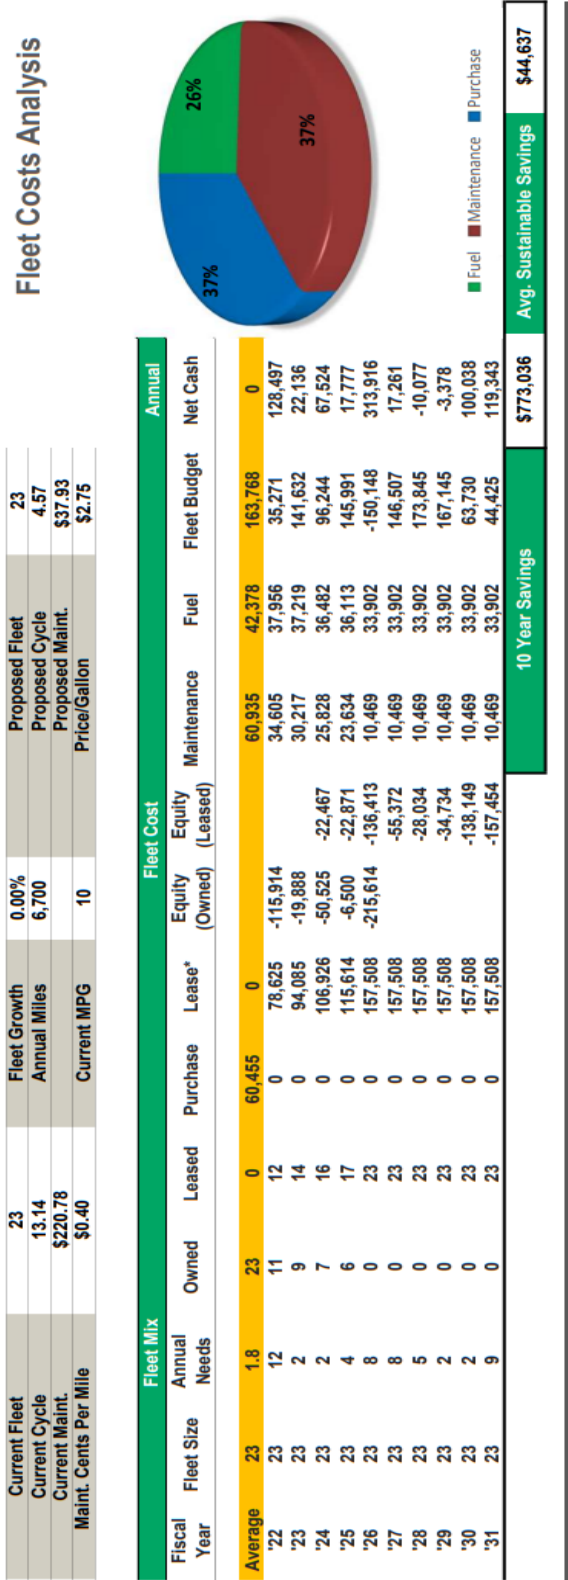 Current Fleet 23 Fleet Growth 0.00% Proposed Fleet 23
Current Cycle 13.14 Annual Miles 6,700 Proposed Cycle 4.57
Current Maint. $220.78 Proposed Maint. $37.93
Maint. Cents Per Mile $0.40 Current MPG 10 Price/Gallon $2.75
Fleet Costs Analysis
Fleet Mix Fleet Cost Annual
Fiscal Year Fleet Size Annual Needs Owned Leased Purchase Lease* Equity (Owned) Equity (Leased) Maintenance Fuel Fleet Budget Net Cash
Average 23 1.8 23 0 60,455 0 60,935 42,378 163,768 0
'22 23 12 11 12 0 78,625 -115,914 34,605 37,956 35,271 128,497
'23 23 2 9 14 0 94,085 -19,888 30,217 37,219 141,632 22,136
'24 23 2 7 16 0 106,926 -50,525 -22,467 25,828 36,482 96,244 67,524
'25 23 4 6 17 0 115,614 -6,500 -22,871 23,634 36,113 145,991 17,777
'26 23 8 0 23 0 157,508 -215,614 -136,413 10,469 33,902 -150,148 313,916
'27 23 8 0 23 0 157,508 -55,372 10,469 33,902 146,507 17,261
'28 23 5 0 23 0 157,508 -28,034 10,469 33,902 173,845 -10,077
'29 23 2 0 23 0 157,508 -34,734 10,469 33,902 167,145 -3,378
'30 23 2 0 23 0 157,508 -138,149 10,469 33,902 63,730 100,038
'31 23 9 0 23 0 157,508 -157,454 10,469 33,902 44,425 119,343
10 Year Savings $773,036 Avg. Sustainable Savings $44,637
37%
26%
37%
Fuel Maintenance Purchase